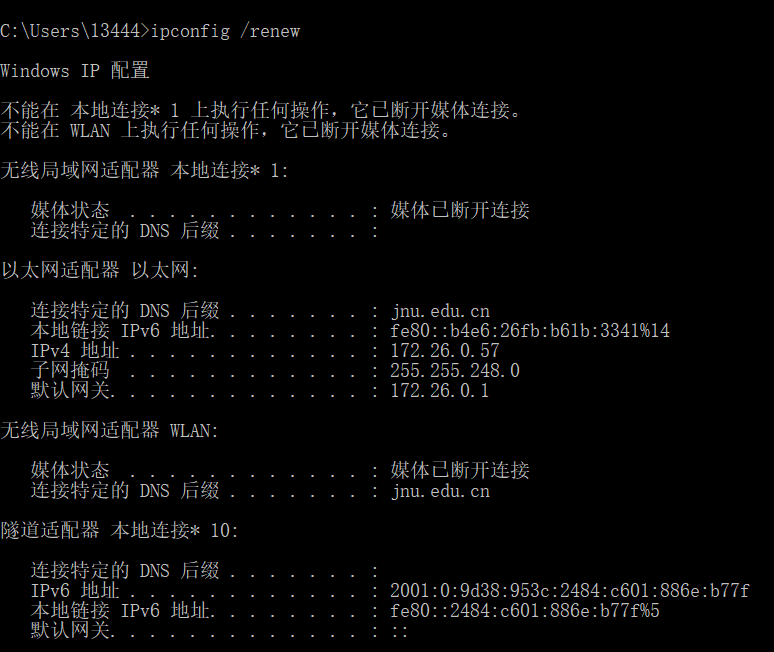 C:\Users\13444>ipconfig /renew
Windows IP 配置
不能在 本地连接* 1 上执行任何操作，它已断开媒体连接。
不能在 WLAN 上执行任何操作，它已断开媒体连接。
无线局域网适配器 本地连接* 1:
媒体状态  . . . . . . . . . . . . : 媒体已断开连接
连接特定的 DNS 后缀 . . . . . . . :
以太网适配器 以太网:
连接特定的 DNS 后缀 . . . . . . . : jnu.edu.cn
本地链接 IPv6 地址. . . . . . . . : fe80::b4e6:26fb:b61b:3341%14
IPv4 地址 . . . . . . . . . . . . : 172.26.0.57
子网掩码  . . . . . . . . . . . . : 255.255.248.0
默认网关. . . . . . . . . . . . . : 172.26.0.1
无线局域网适配器 WLAN:
媒体状态  . . . . . . . . . . . . : 媒体已断开连接
连接特定的 DNS 后缀 . . . . . . . : jnu.edu.cn
隧道适配器 本地连接* 10:
连接特定的 DNS 后缀 . . . . . . . :
IPv6 地址 . . . . . . . . . . . . : 2001:0:9d38:953c:2484:c601:886e:b77f
本地链接 IPv6 地址. . . . . . . . : fe80::2484:c601:886e:b77f%5
默认网关. . . . . . . . . . . . . : ::